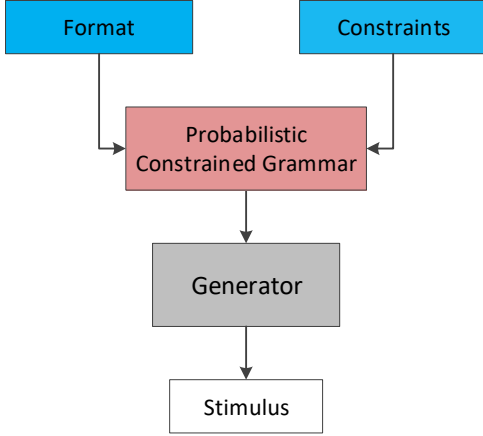 Format
Constraints
Probabilistic
Constrained Grammar
Generator
Stimulus